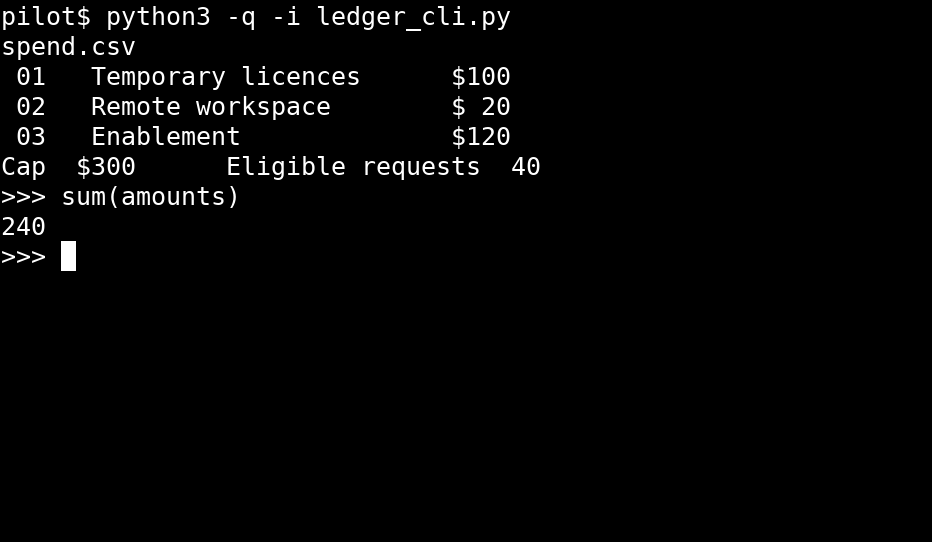 pilot$ python3 -q -i ledger_cli.py
spend.csv
 01   Temporary licences      $100
 02   Remote workspace        $ 20
 03   Enablement              $120
Cap  $300      Eligible requests  40
>>> sum(amounts)
240
>>>